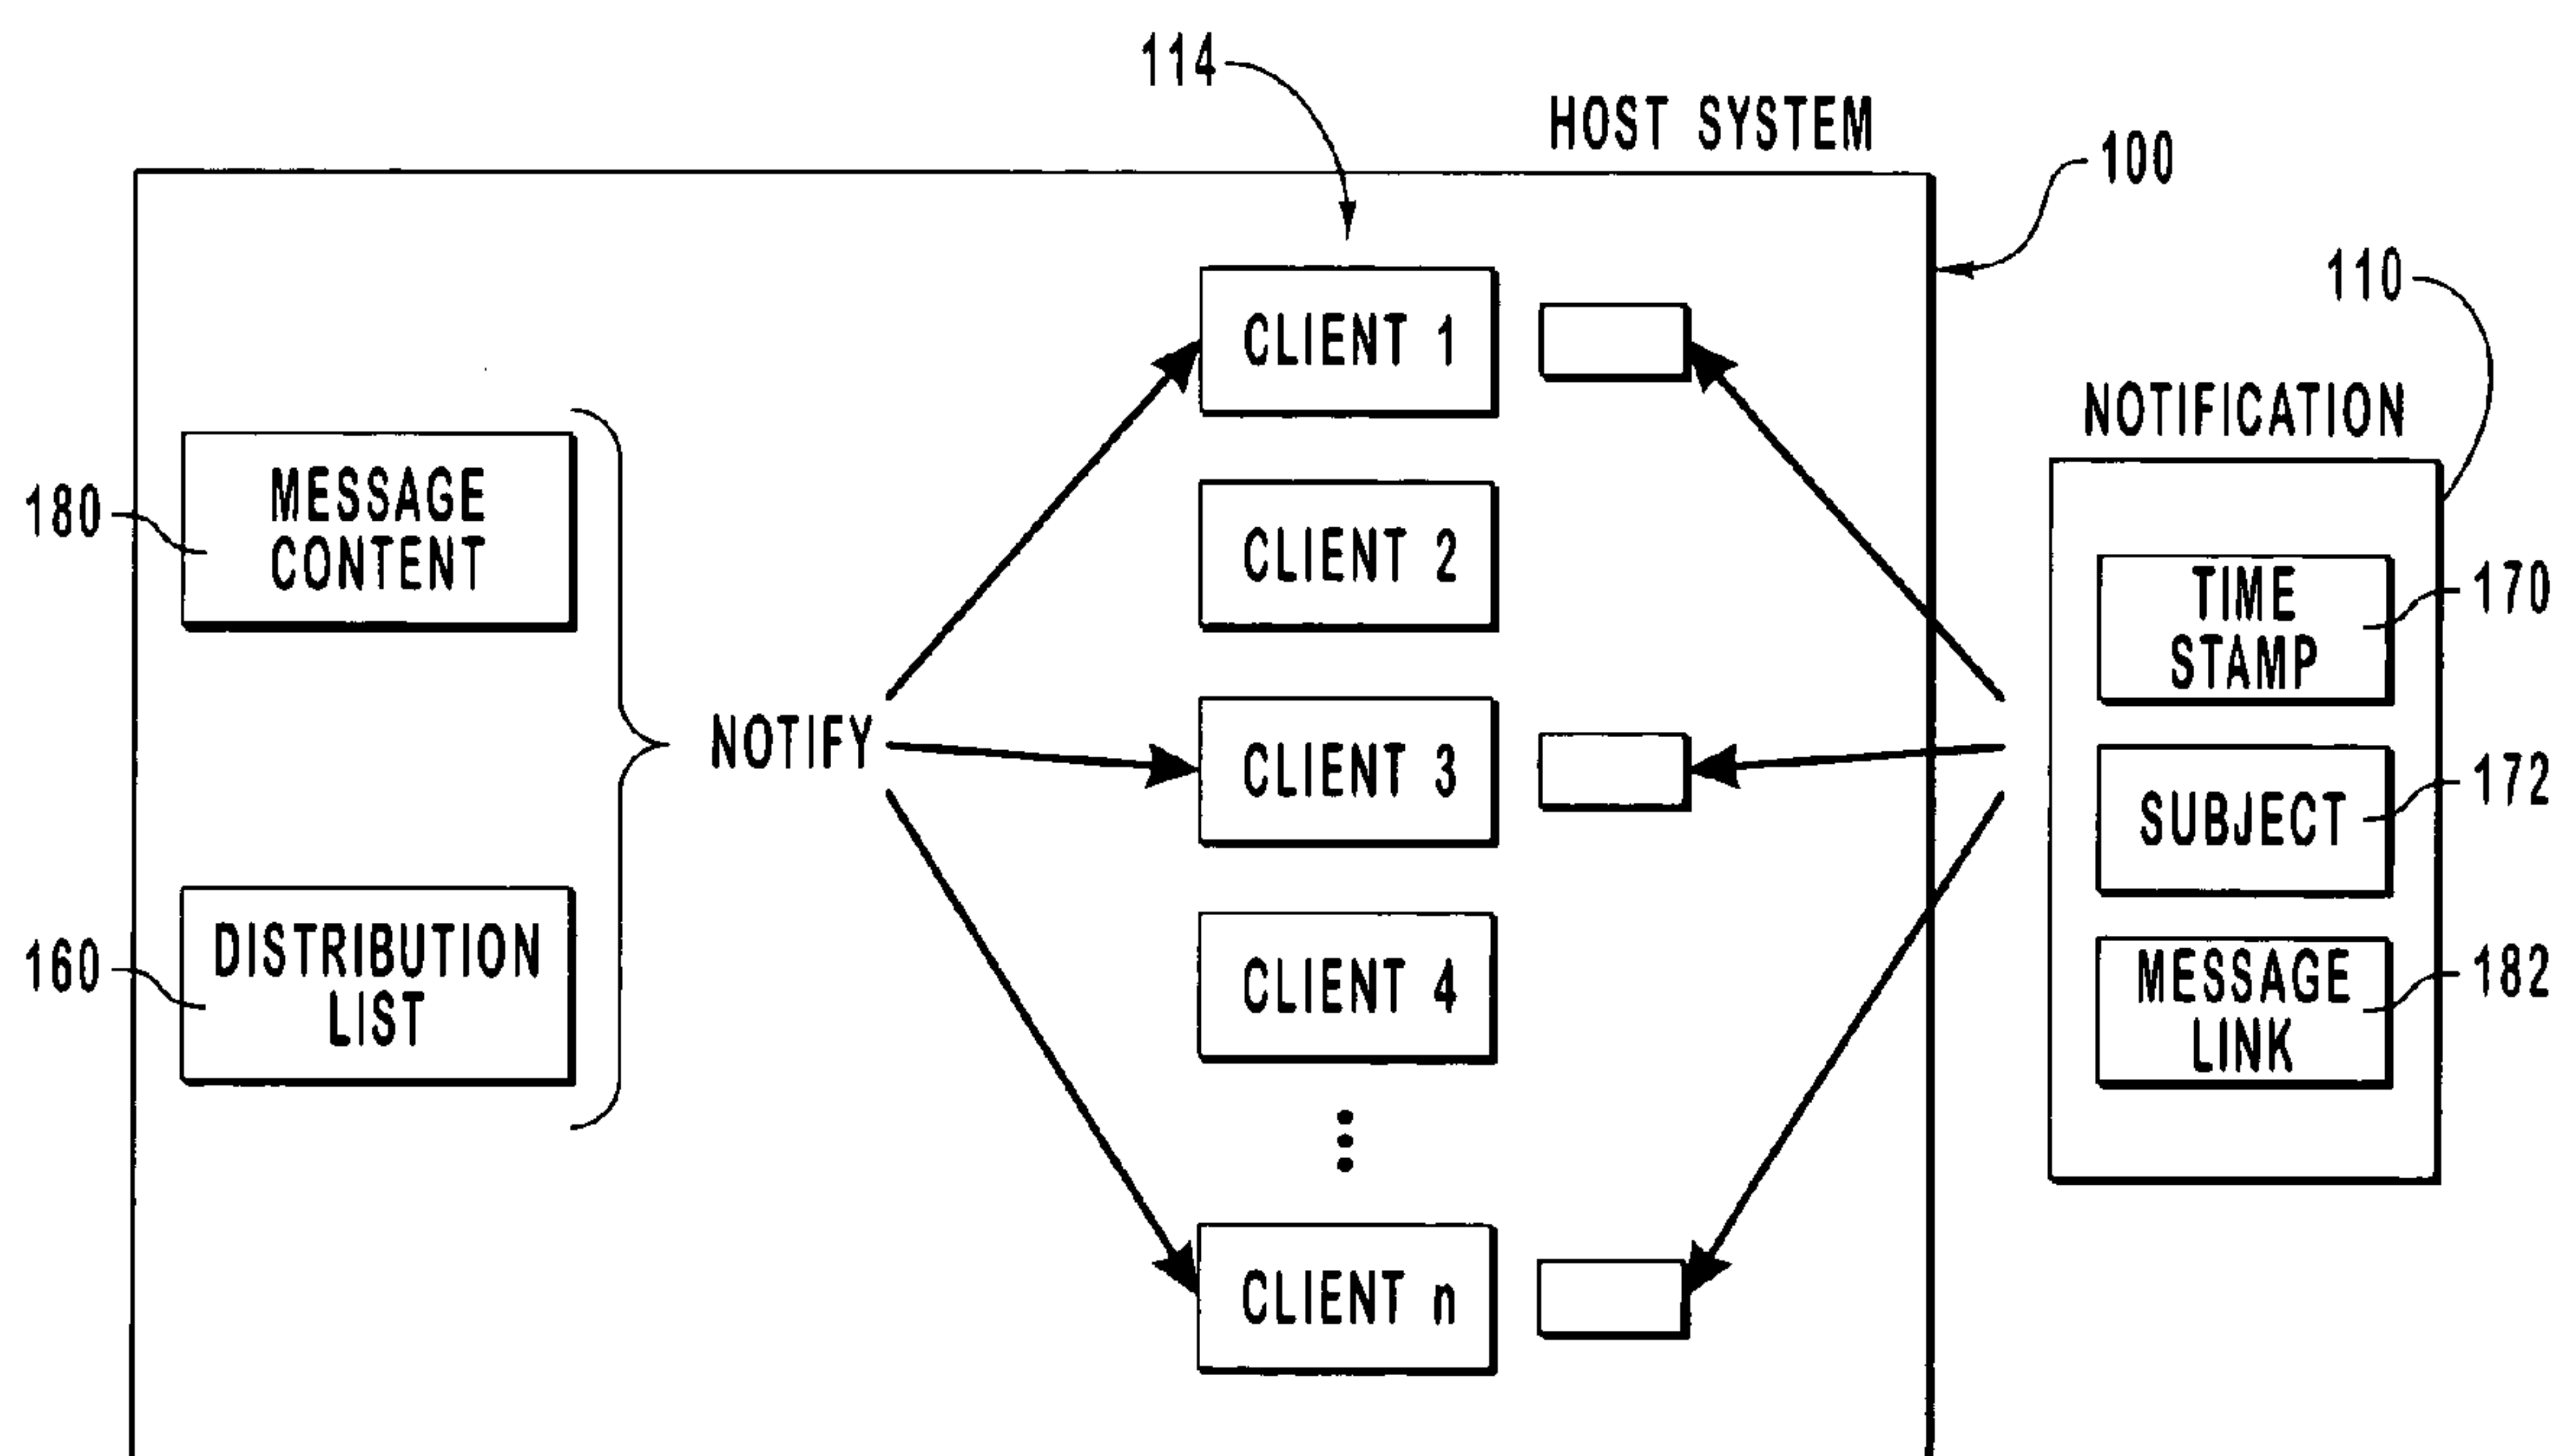 114
HOST SYSTEM
100
110
CLIENT 1
NOTIFICATION
MESSAGE
CONTENT
180
CLIENT 2
TIME
STAMP
170
NOTIFY
CLIENT 3
SUBJECT
172
DISTRIBUTION
LIST
160
CLIENT 4
MESSAGE
LINK
182
CLIENT n